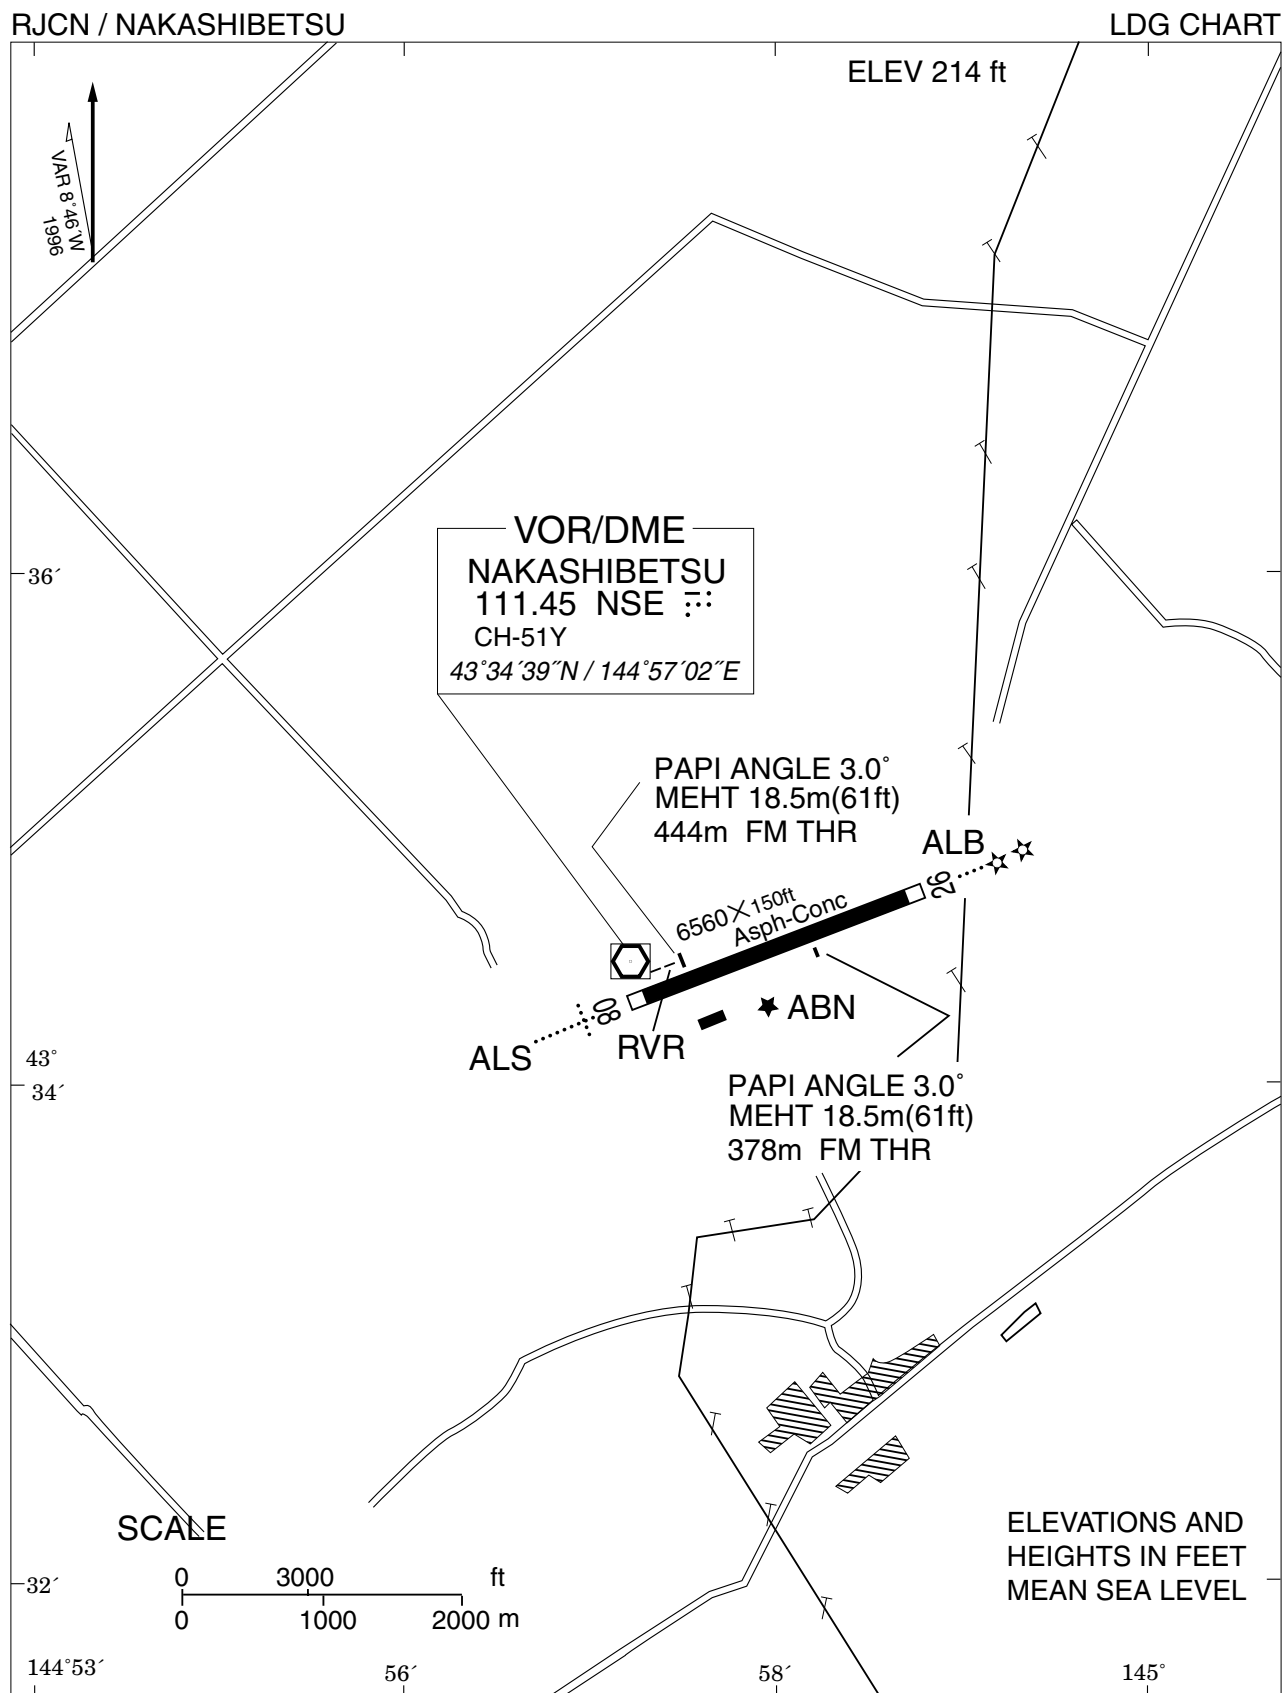 RJCN / NAKASHIBETSU
LDG CHART
ELEV 214 ft
VAR 8°46´W
1996
VOR/DME
NAKASHIBETSU
111.45 NSE
CH-51Y
43°34´39˝N / 144°57´02˝E
36´
PAPI ANGLE 3.0°
MEHT 18.5m(61ft)
444m FM THR
ALB
26
6560×150ft
Asph-Conc
08
ABN
RVR
ALS
43°
34´
PAPI ANGLE 3.0°
MEHT 18.5m(61ft)
378m FM THR
SCALE
0 3000 ft
0 1000 2000 m
ELEVATIONS AND
HEIGHTS IN FEET
MEAN SEA LEVEL
32´
144°53´ 56´ 58´ 145°